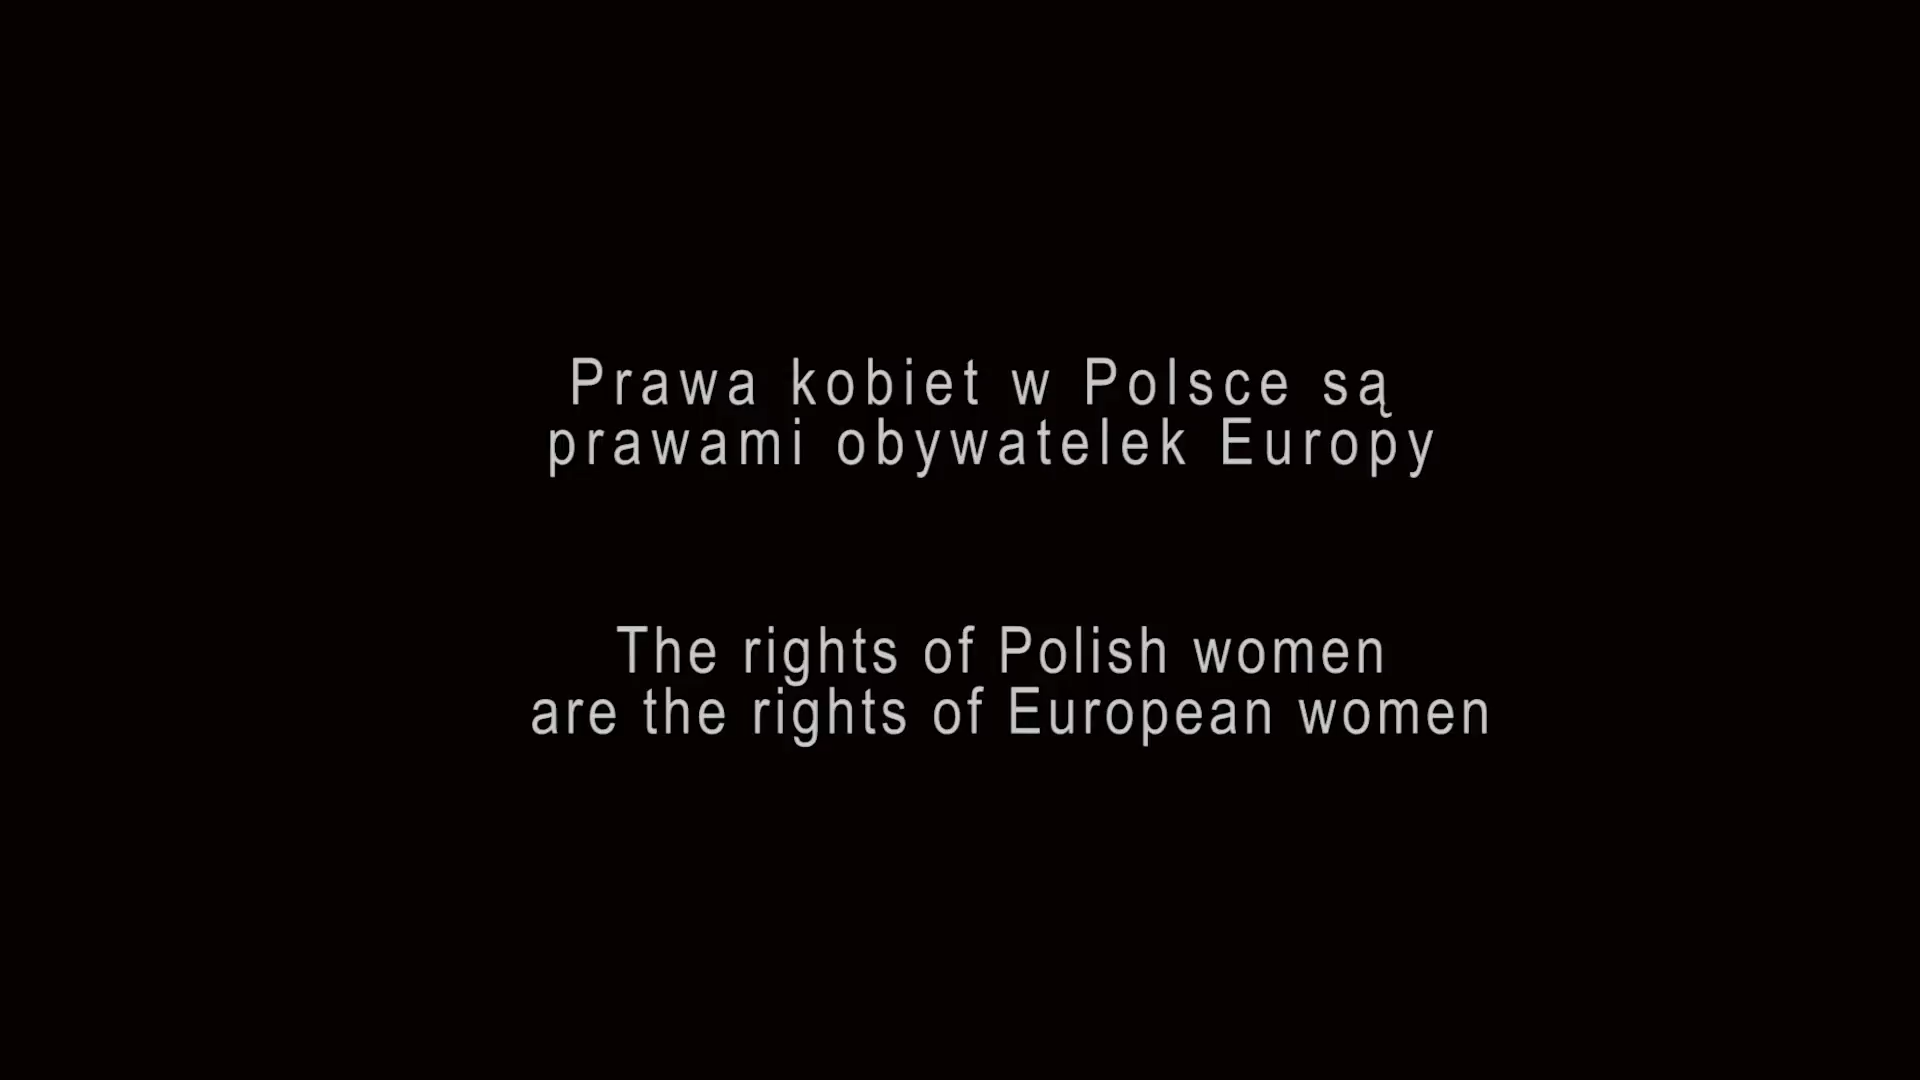 Prawa kobiet w Polsce są
prawami obywatelek Europy
The rights of Polish women
are the rights of European women